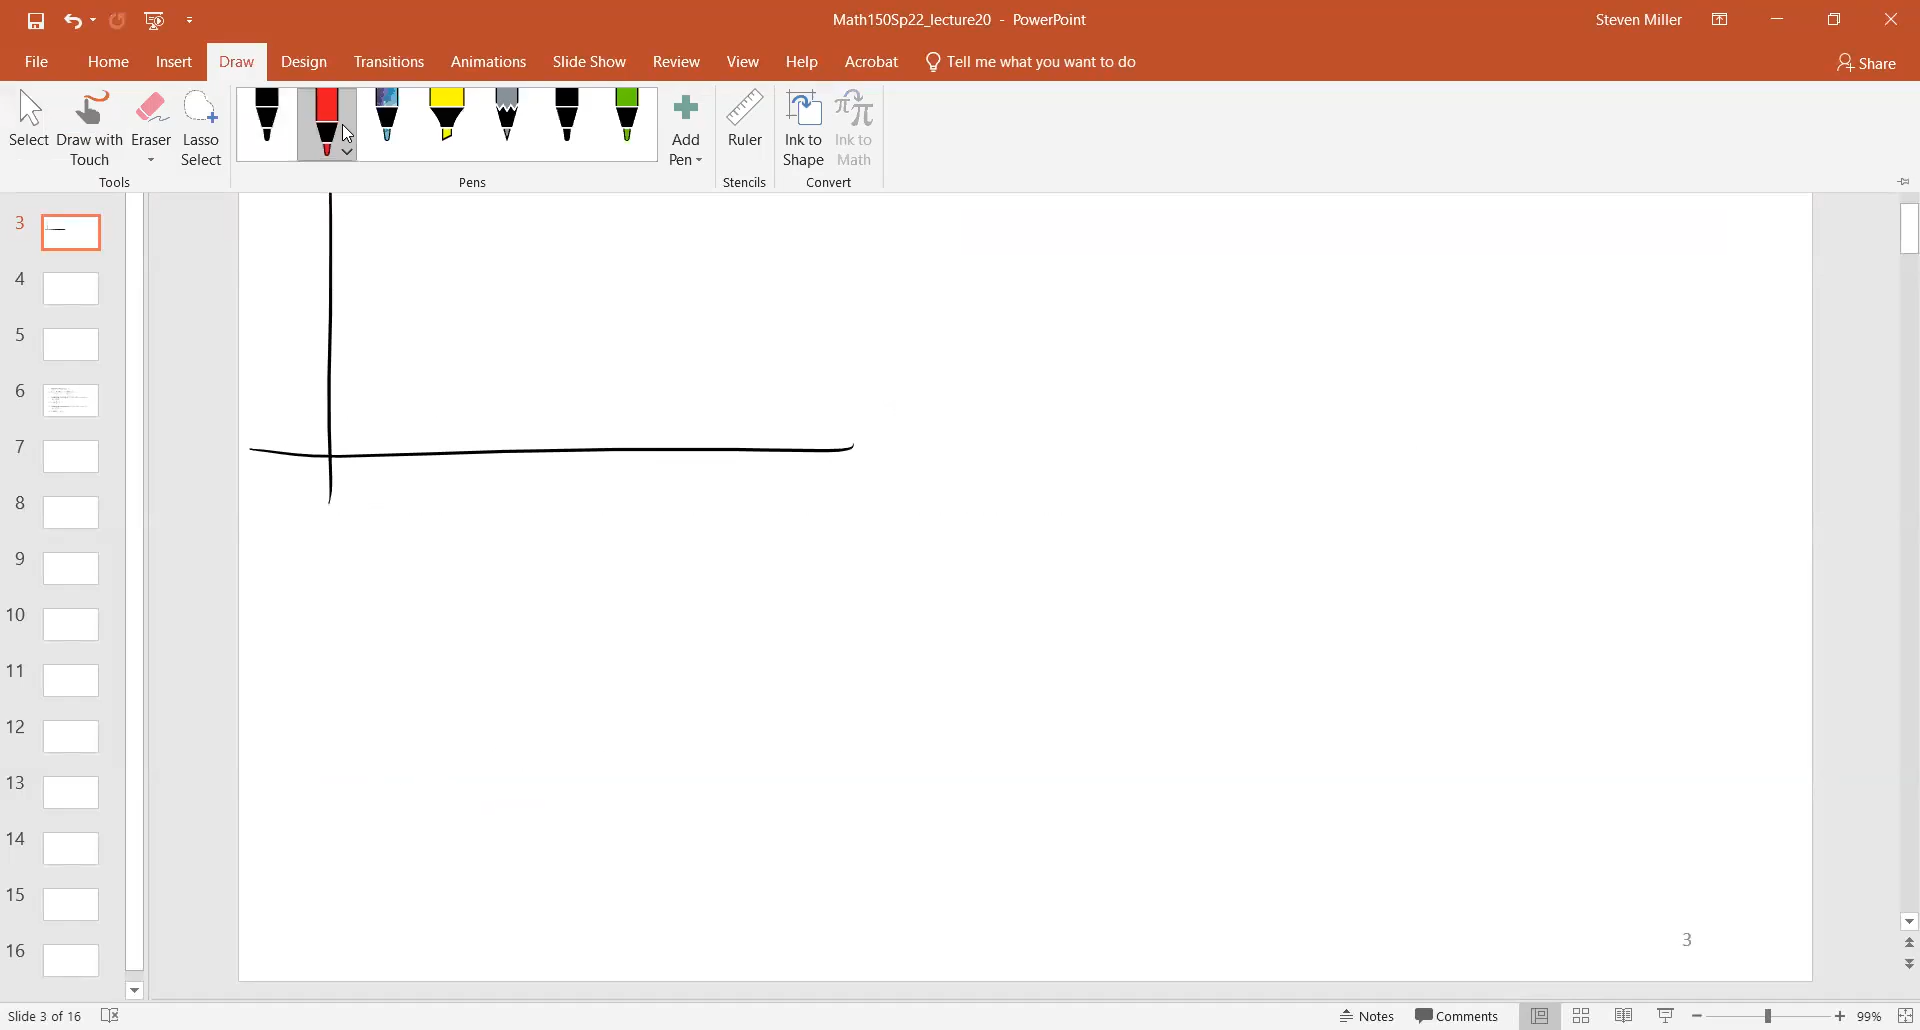 Math150Sp22_lecture20 - PowerPoint
Steven Miller
File Home Insert Draw Design Transitions Animations Slide Show Review View Help Acrobat Tell me what you want to do
Share
Select
Draw with Touch
Eraser
Lasso Select
Tools
Pens
Add Pen
Ruler
Stencils
Ink to Shape
Ink to Math
Convert
3
4
5
6
7
8
9
10
11
12
13
14
15
16
3
Slide 3 of 16
Notes
Comments
99%